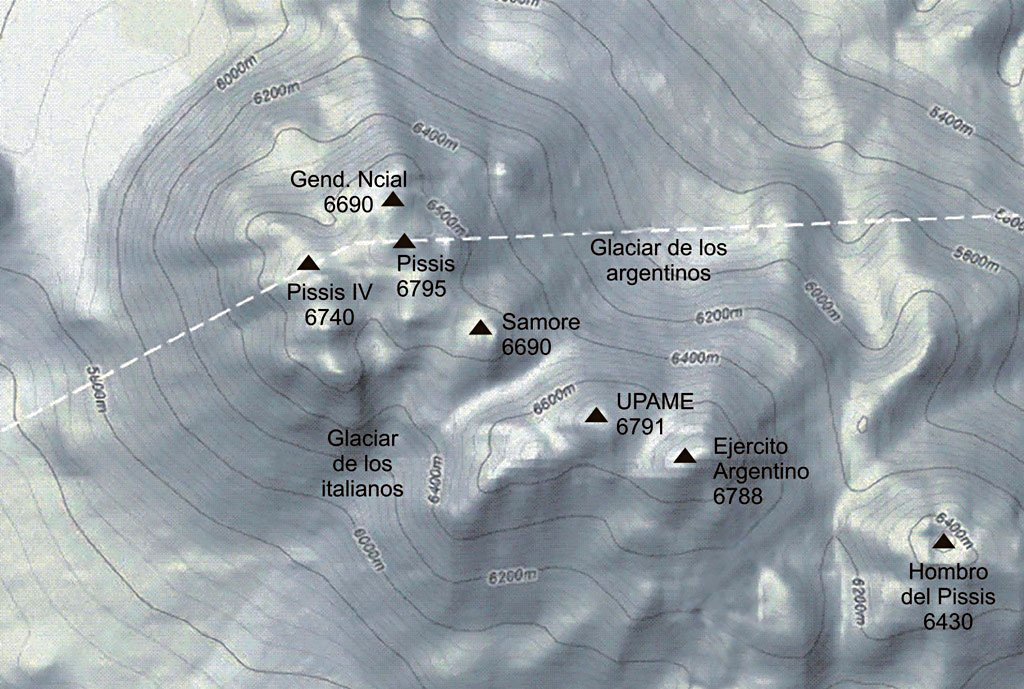 6000m
6200m
6400m
5400m
Gend. Ncial
6690
6600m
Pissis
6795
Pissis IV
6740
Glaciar de los
argentinos
5800m
6000m
6200m
Samore
6690
6400m
5800m
6600m
UPAME
6791
Glaciar
de los
italianos
6400m
Ejercito
Argentino
6788
6000m
6400m
6200m
Hombro
del Pissis
6430
6200m